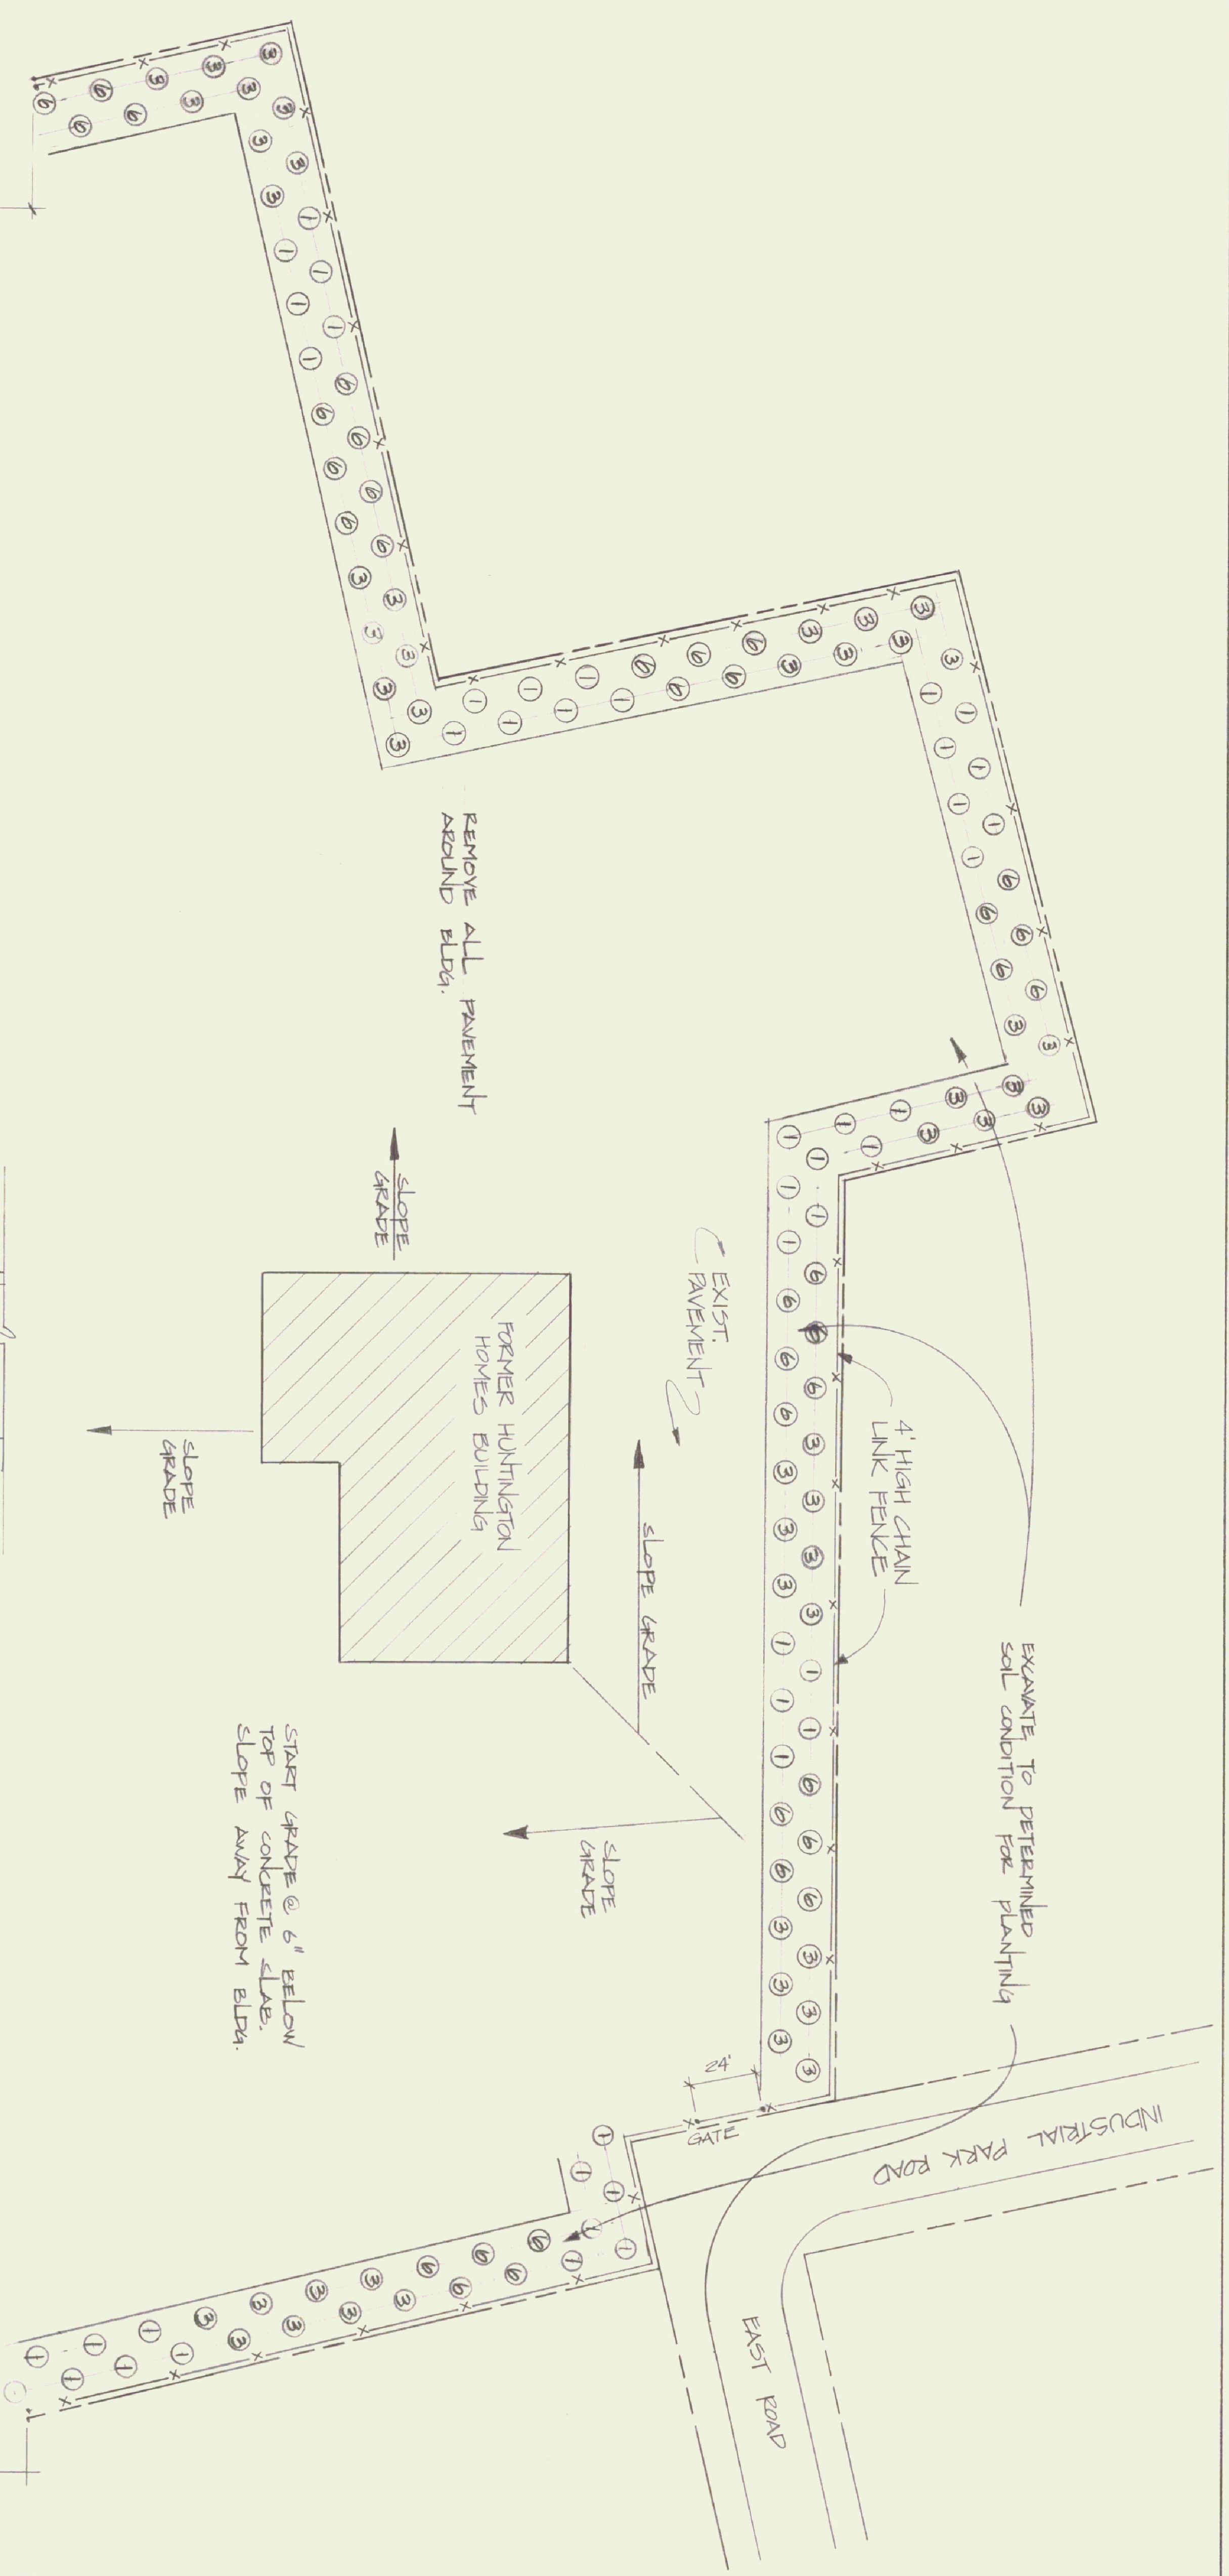 REMOVE ALL PAVEMENT
AROUND BLDG.
SLOPE
GRADE
SLOPE
GRADE
FORMER HUNTINGTON
HOMES BUILDING
EXIST.
PAVEMENT
4' HIGH CHAIN
LINK FENCE
SLOPE GRADE
SLOPE
GRADE
START GRADE @ 6" BELOW
TOP OF CONCRETE SLAB.
SLOPE AWAY FROM BLDG.
EXCAVATE TO DETERMINED
SOIL CONDITION FOR PLANTING
24'
GATE
INDUSTRIAL PARK ROAD
EAST ROAD